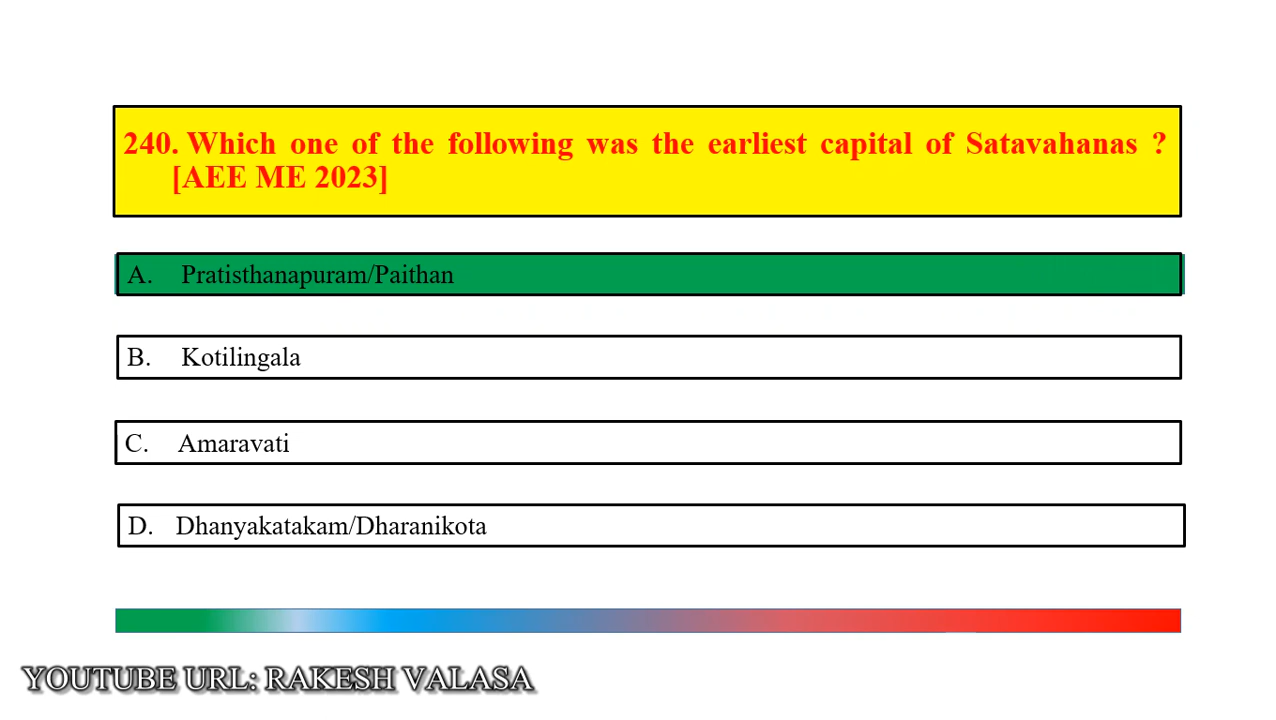 240. Which one of the following was the earliest capital of Satavahanas ?
[AEE ME 2023]
A. Pratisthanapuram/Paithan
B. Kotilingala
C. Amaravati
D. Dhanyakatakam/Dharanikota
YOUTUBE URL: RAKESH VALASA